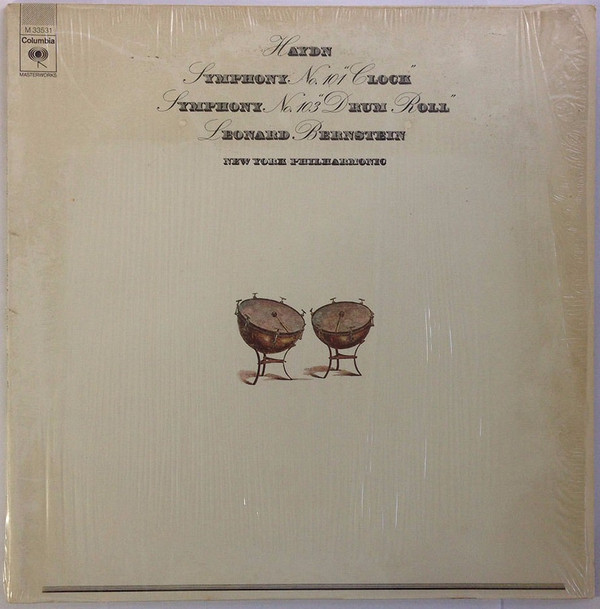 M 33531
Columbia
MASTERWORKS
HAYDN
SYMPHONY No. 101 "CLOCK"
SYMPHONY No. 103 "DRUM ROLL"
LEONARD BERNSTEIN
NEW YORK PHILHARMONIC